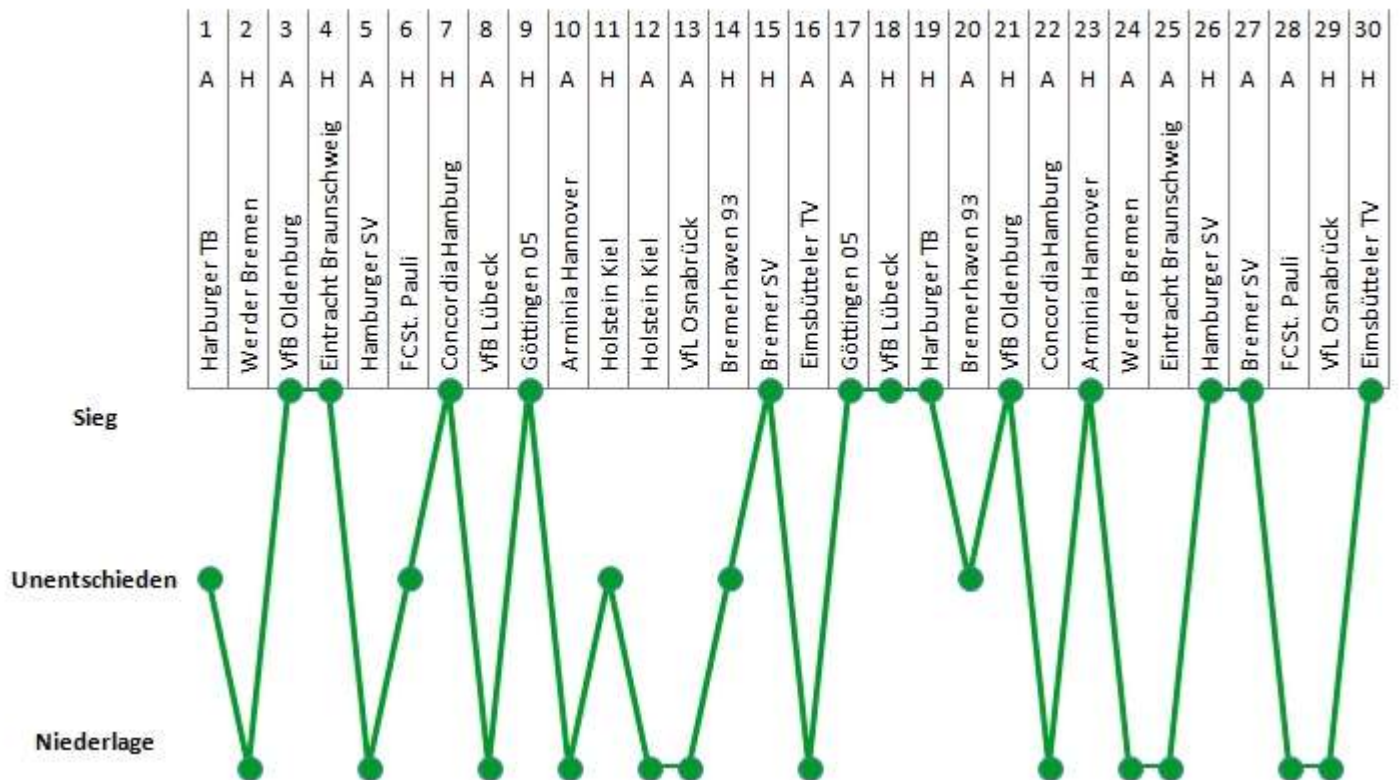 1 2 3 4 5 6 7 8 9 10 11 12 13 14 15 16 17 18 19 20 21 22 23 24 25 26 27 28 29 30
A H A H A H H A H A H A A H H A A H H A H A H A A H A A H H
Harburger TB
Werder Bremen
VfB Oldenburg
Eintracht Braunschweig
Hamburger SV
FC St. Pauli
Concordia Hamburg
VfB Lübeck
Göttingen 05
Arminia Hannover
Holstein Kiel
Holstein Kiel
VfL Osnabrück
Bremerhaven 93
Bremer SV
Eimsbütteler TV
Göttingen 05
VfB Lübeck
Harburger TB
Bremerhaven 93
VfB Oldenburg
Concordia Hamburg
Arminia Hannover
Werder Bremen
Eintracht Braunschweig
Hamburger SV
Bremer SV
FC St. Pauli
VfL Osnabrück
Eimsbütteler TV
Sieg
Unentschieden
Niederlage